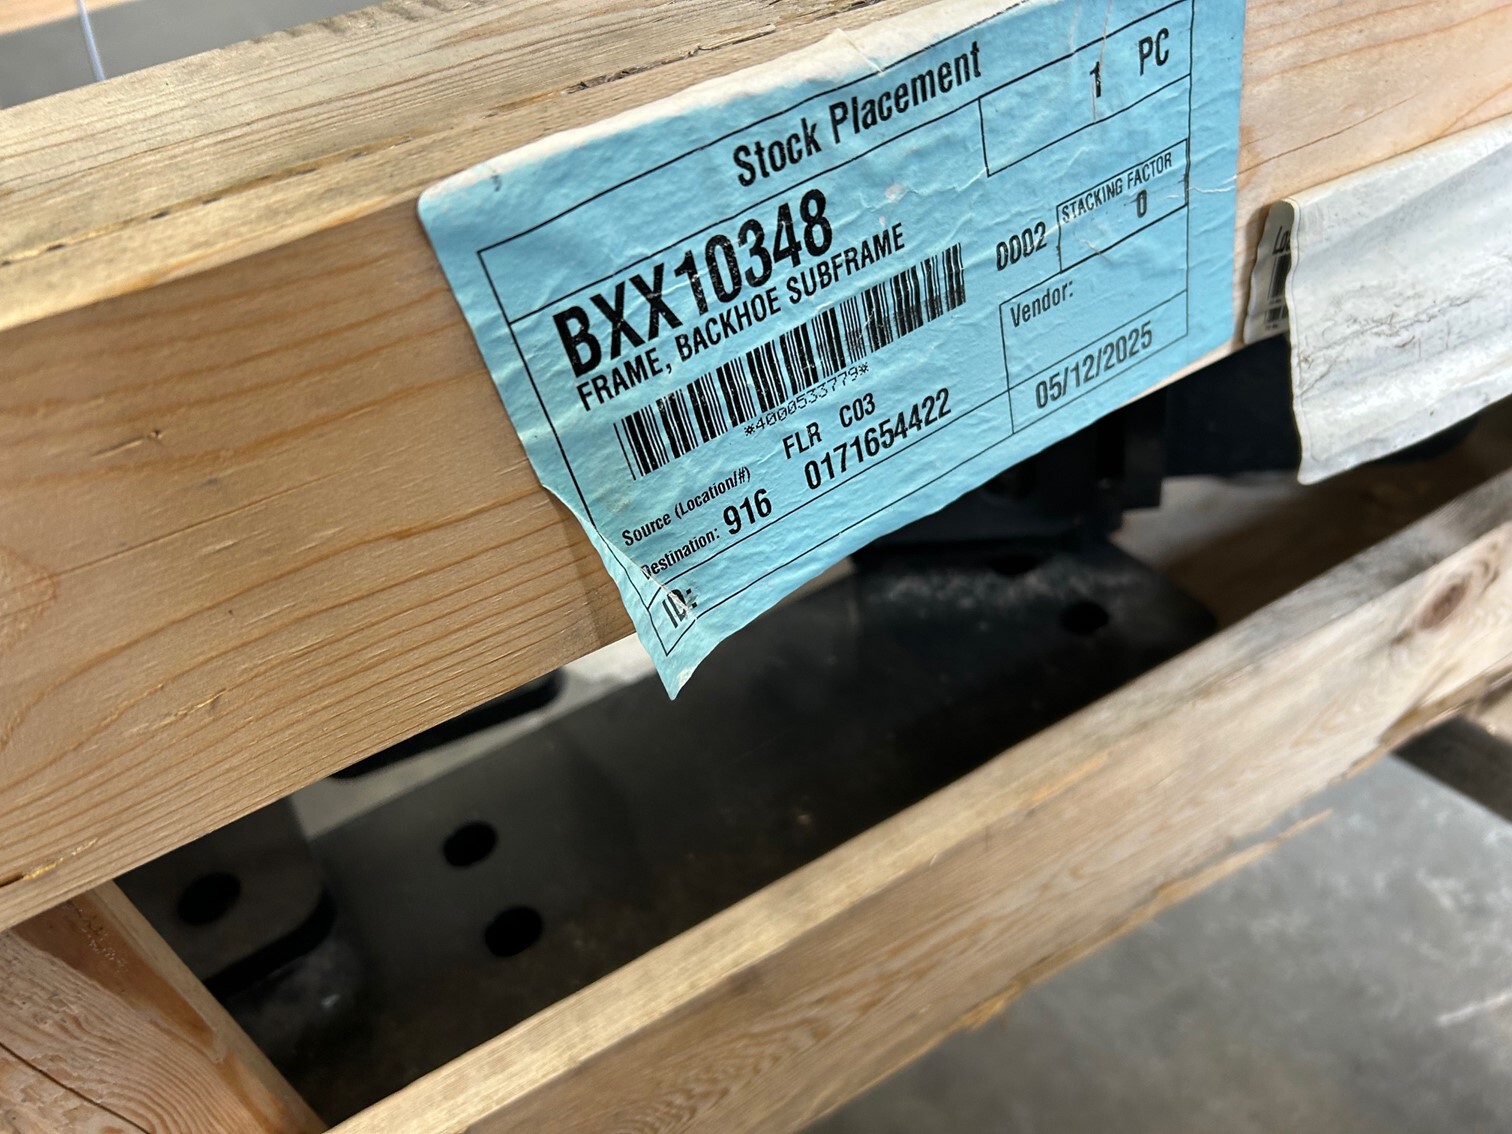 Stock Placement
1 PC
BXX10348
FRAME, BACKHOE SUBFRAME
0002
STACKING FACTOR
0
*4000533779*
Vendor:
FLR C03
Source (Location/#)
0171654422
05/12/2025
Destination: 916
ID: